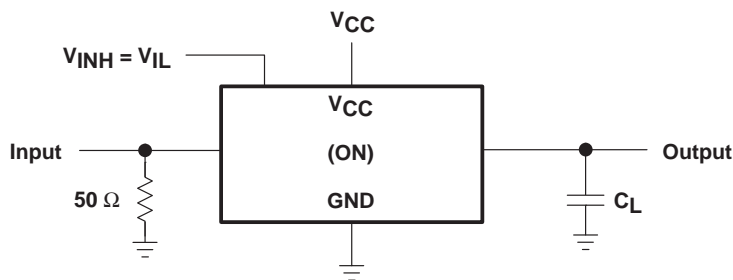 VCC
VINH = VIL
VCC
Input
(ON)
Output
50 Ω
GND
CL